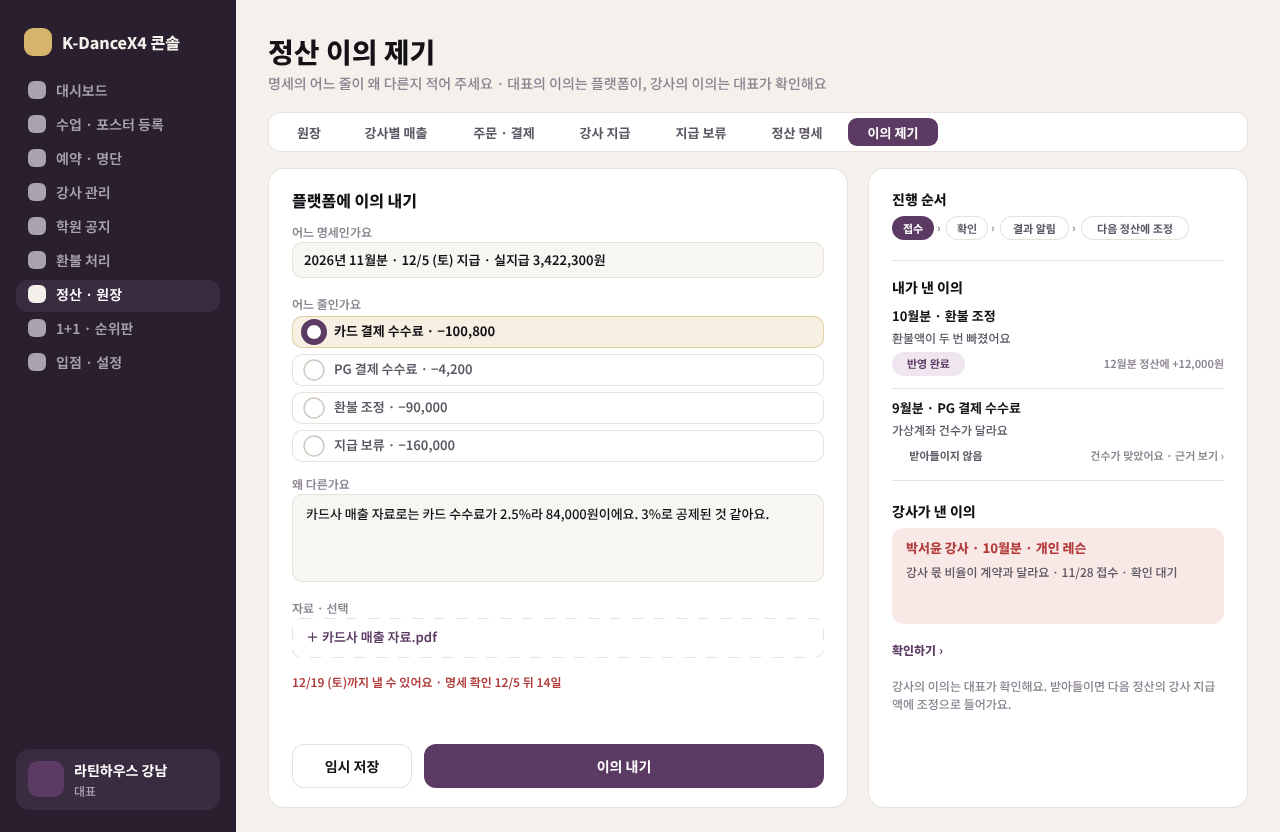 K-DanceX4 콘솔
대시보드
수업 · 포스터 등록
예약 · 명단
강사 관리
학원 공지
환불 처리
정산 · 원장
1+1 · 순위판
입점 · 설정
라틴하우스 강남
대표
정산 이의 제기
명세의 어느 줄이 왜 다른지 적어 주세요 · 대표의 이의는 플랫폼이, 강사의 이의는 대표가 확인해요
원장 강사별 매출 주문 · 결제 강사 지급 지급 보류 정산 명세 이의 제기
플랫폼에 이의 내기
어느 명세인가요
2026년 11월분 · 12/5 (토) 지급 · 실지급 3,422,300원
어느 줄인가요
카드 결제 수수료 · −100,800
PG 결제 수수료 · −4,200
환불 조정 · −90,000
지급 보류 · −160,000
왜 다른가요
카드사 매출 자료로는 카드 수수료가 2.5%라 84,000원이에요. 3%로 공제된 것 같아요.
자료 · 선택
+ 카드사 매출 자료.pdf
12/19 (토)까지 낼 수 있어요 · 명세 확인 12/5 뒤 14일
임시 저장 이의 내기
진행 순서
접수 › 확인 › 결과 알림 › 다음 정산에 조정
내가 낸 이의
10월분 · 환불 조정
환불액이 두 번 빠졌어요
반영 완료 12월분 정산에 +12,000원
9월분 · PG 결제 수수료
가상계좌 건수가 달라요
받아들이지 않음 건수가 맞았어요 · 근거 보기 ›
강사가 낸 이의
박서윤 강사 · 10월분 · 개인 레슨
강사 몫 비율이 계약과 달라요 · 11/28 접수 · 확인 대기
확인하기 ›
강사의 이의는 대표가 확인해요. 받아들이면 다음 정산의 강사 지급
액에 조정으로 들어가요.